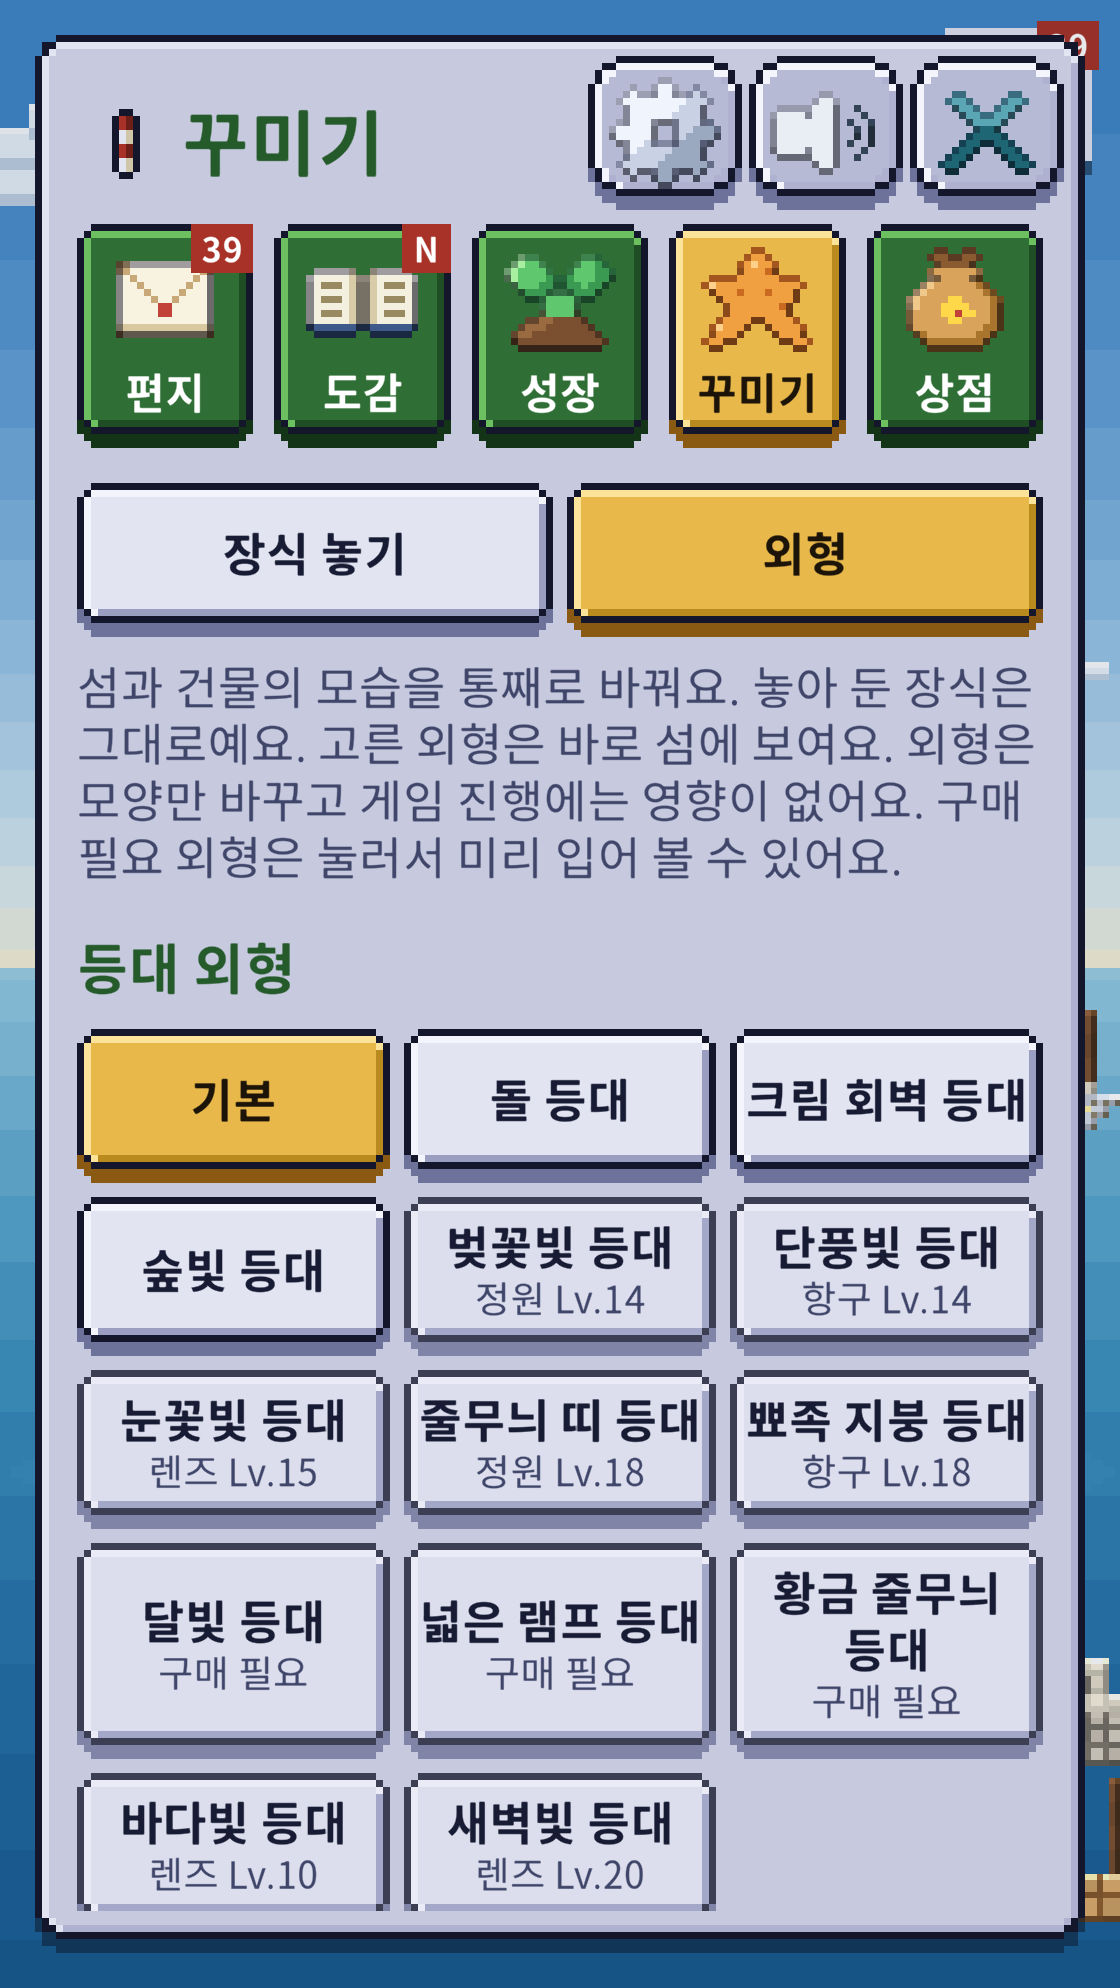 꾸미기
39
N
편지
도감
성장
꾸미기
상점
장식 놓기
외형
섬과 건물의 모습을 통째로 바꿔요. 놓아 둔 장식은
그대로예요. 고른 외형은 바로 섬에 보여요. 외형은
모양만 바꾸고 게임 진행에는 영향이 없어요. 구매
필요 외형은 눌러서 미리 입어 볼 수 있어요.
등대 외형
기본
돌 등대
크림 회벽 등대
숲빛 등대
벚꽃빛 등대
정원 Lv.14
단풍빛 등대
항구 Lv.14
눈꽃빛 등대
렌즈 Lv.15
줄무늬 띠 등대
정원 Lv.18
뾰족 지붕 등대
항구 Lv.18
달빛 등대
구매 필요
넓은 램프 등대
구매 필요
황금 줄무늬
등대
구매 필요
바다빛 등대
렌즈 Lv.10
새벽빛 등대
렌즈 Lv.20